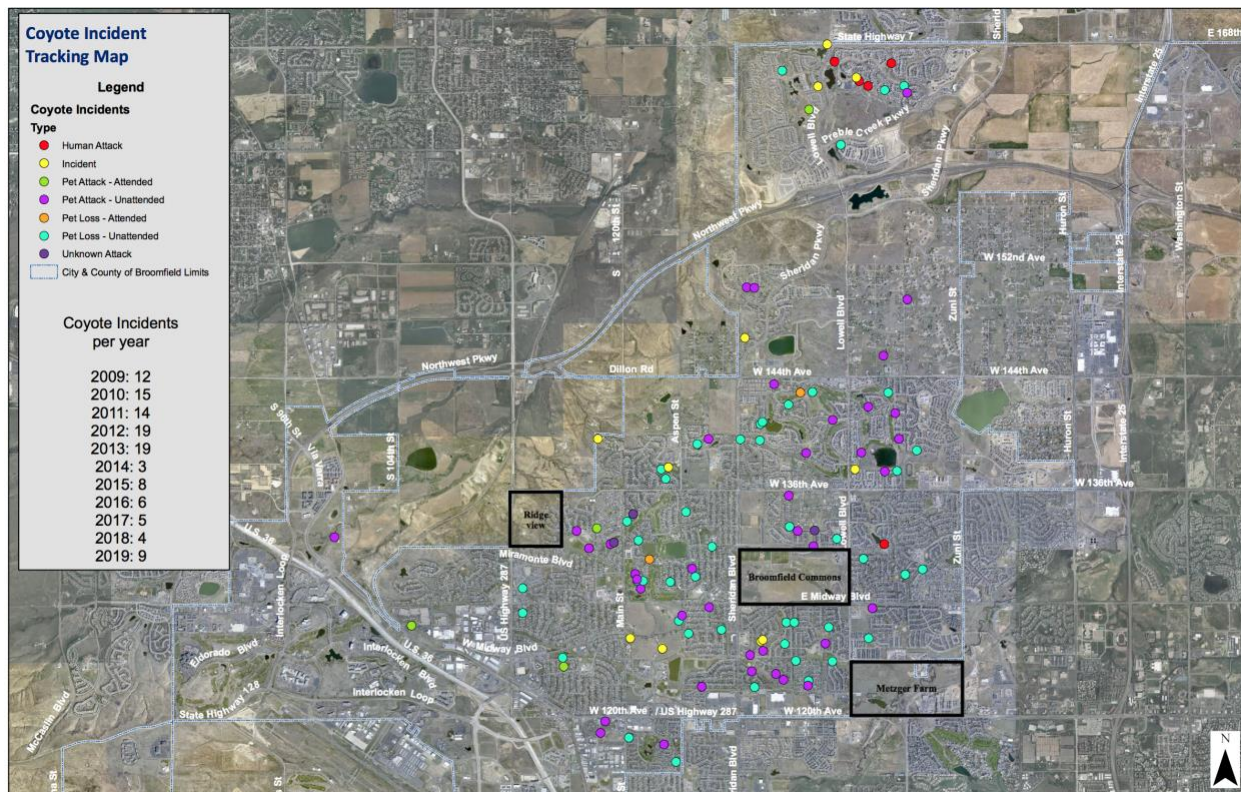 Coyote Incident
Tracking Map
Legend
Coyote Incidents
Type
Human Attack
Incident
Pet Attack - Attended
Pet Attack - Unattended
Pet Loss - Attended
Pet Loss - Unattended
Unknown Attack
City & County of Broomfield Limits
Coyote Incidents
per year
2009: 12
2010: 15
2011: 14
2012: 19
2013: 19
2014: 3
2015: 8
2016: 6
2017: 5
2018: 4
2019: 9
State Highway 7
E 168th
Interstate 25
Lowell Blvd
Preble Creek Pkwy
Sheridan Pkwy
Washington St
Huron St
Northwest Pkwy
Sheridan Pkwy
W 152nd Ave
Interstate 25
Zuni St
Lowell Blvd
Northwest Pkwy
Dillon Rd
W 144th Ave
W 144th Ave
S 96th St
Via Varra
S 104th St
Aspen St
Huron St
Interstate 25
W 136th Ave
W 136th Ave
Ridge
view
U.S. 36
Interlocken Loop
Miramonte Blvd
US Highway 287
Main St
Sheridan Blvd
Lowell Blvd
Zuni St
Broomfield Commons
E Midway Blvd
Eldorado Blvd
Interlocken Blvd
U.S. 36
W Midway Blvd
Interlocken Loop
Metzger Farm
State Highway 128
McCaslin Blvd
W 120th Ave
/ US Highway 287
W 120th Ave
N